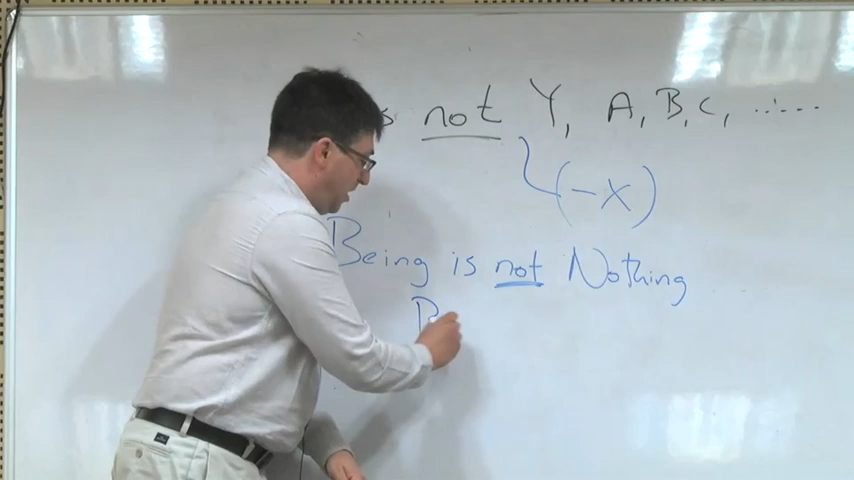 not Y, A, B, C, ......
(-X)
Being is not Nothing